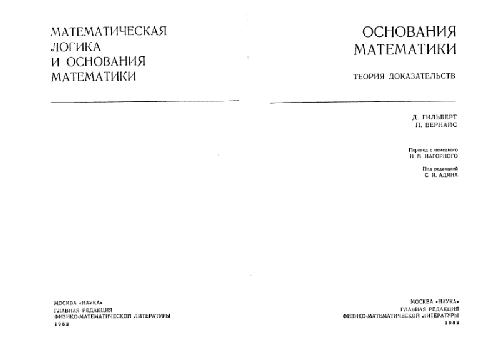 МАТЕМАТИЧЕСКАЯ
ЛОГИКА
И ОСНОВАНИЯ
МАТЕМАТИКИ
МОСКВА «НАУКА»
ГЛАВНАЯ РЕДАКЦИЯ
ФИЗИКО-МАТЕМАТИЧЕСКОЙ ЛИТЕРАТУРЫ
1982
ОСНОВАНИЯ
МАТЕМАТИКИ
ТЕОРИЯ ДОКАЗАТЕЛЬСТВ
Д. ГИЛЬБЕРТ
П. БЕРНАЙС
Перевод с немецкого
Н. М. НАГОРНОГО
Под редакцией
С. И. АДЯНА
МОСКВА «НАУКА»
ГЛАВНАЯ РЕДАКЦИЯ
ФИЗИКО-МАТЕМАТИЧЕСКОЙ ЛИТЕРАТУРЫ
1982